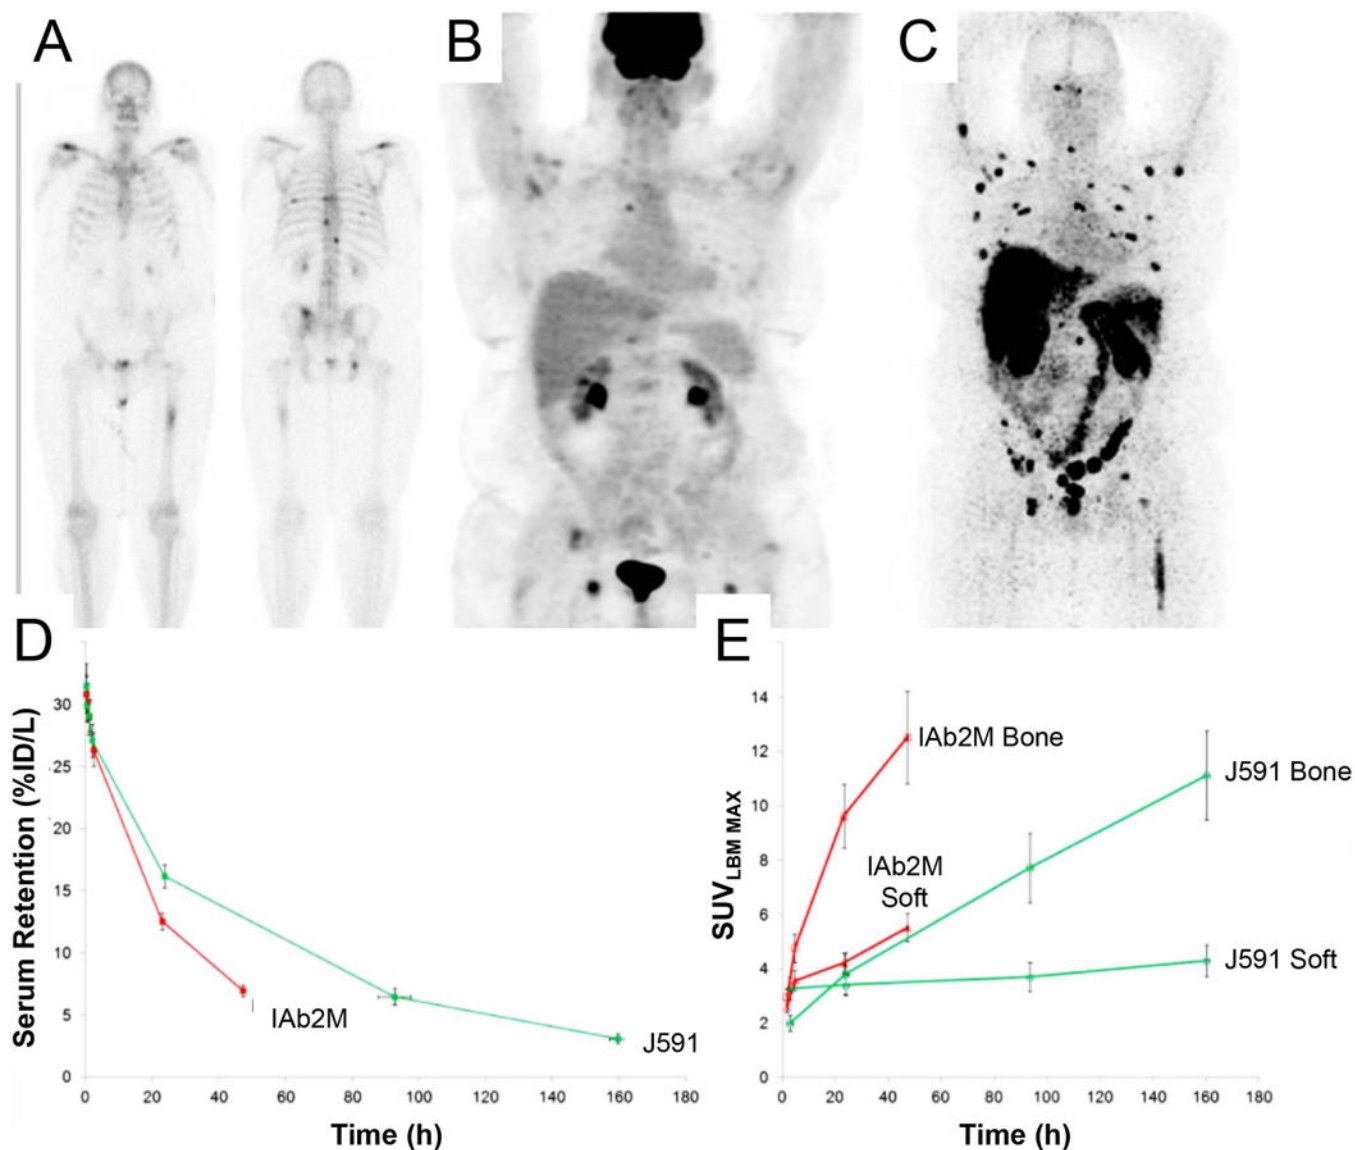 A
B
C
D
Serum Retention (%ID/L)
30
25
20
15
10
5
0
0 20 40 60 80 100 120 140 160 180
Time (h)
IAb2M
J591
E
SUV LBM MAX
14
12
10
8
6
4
2
0
0 20 40 60 80 100 120 140 160 180
Time (h)
IAb2M Bone
J591 Bone
IAb2M
Soft
J591 Soft